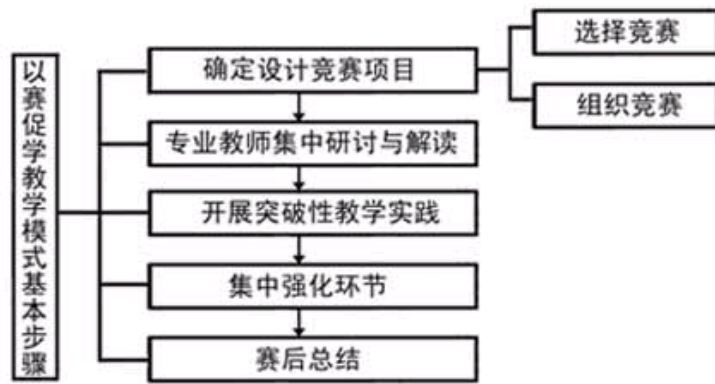 以赛促学教学模式基本步骤
确定设计竞赛项目
选择竞赛
组织竞赛
专业教师集中研讨与解读
开展突破性教学实践
集中强化环节
赛后总结